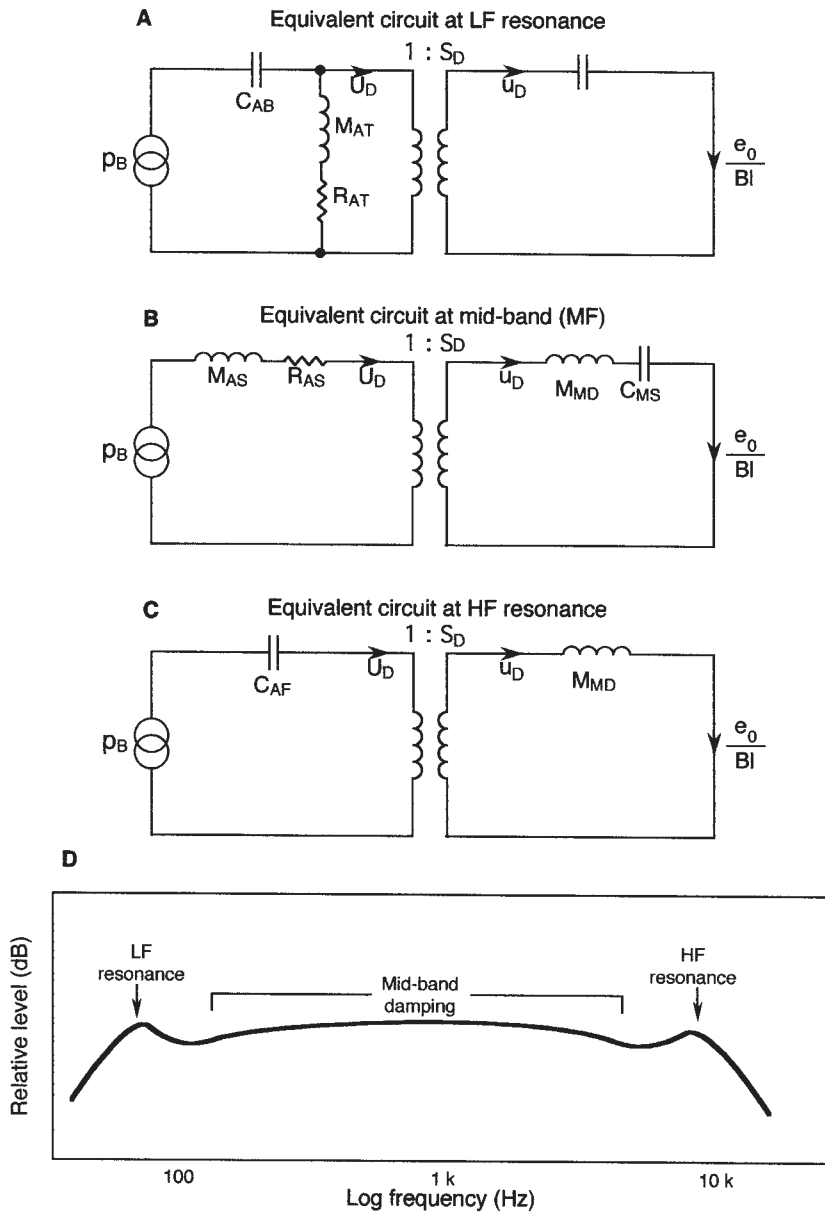 A
Equivalent circuit at LF resonance
1 : SD
CAB
UD
uD
MAT
RAT
pB
e0
Bl
B
Equivalent circuit at mid-band (MF)
1 : SD
MAS
RAS
UD
uD
MMD
CMS
pB
e0
Bl
C
Equivalent circuit at HF resonance
1 : SD
CAF
UD
uD
MMD
pB
e0
Bl
D
LF
resonance
Mid-band
damping
HF
resonance
Relative level (dB)
100
1 k
10 k
Log frequency (Hz)